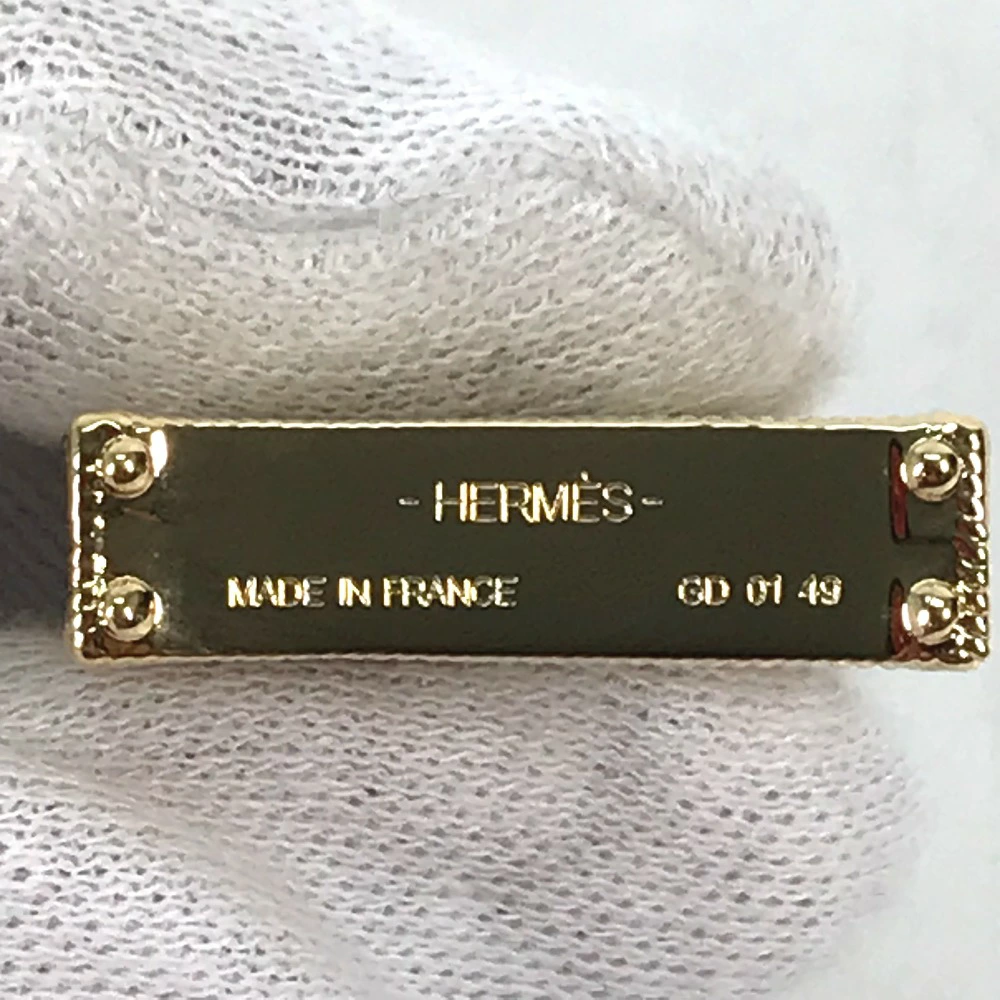 - HERMÈS -
MADE IN FRANCE GD 01 49